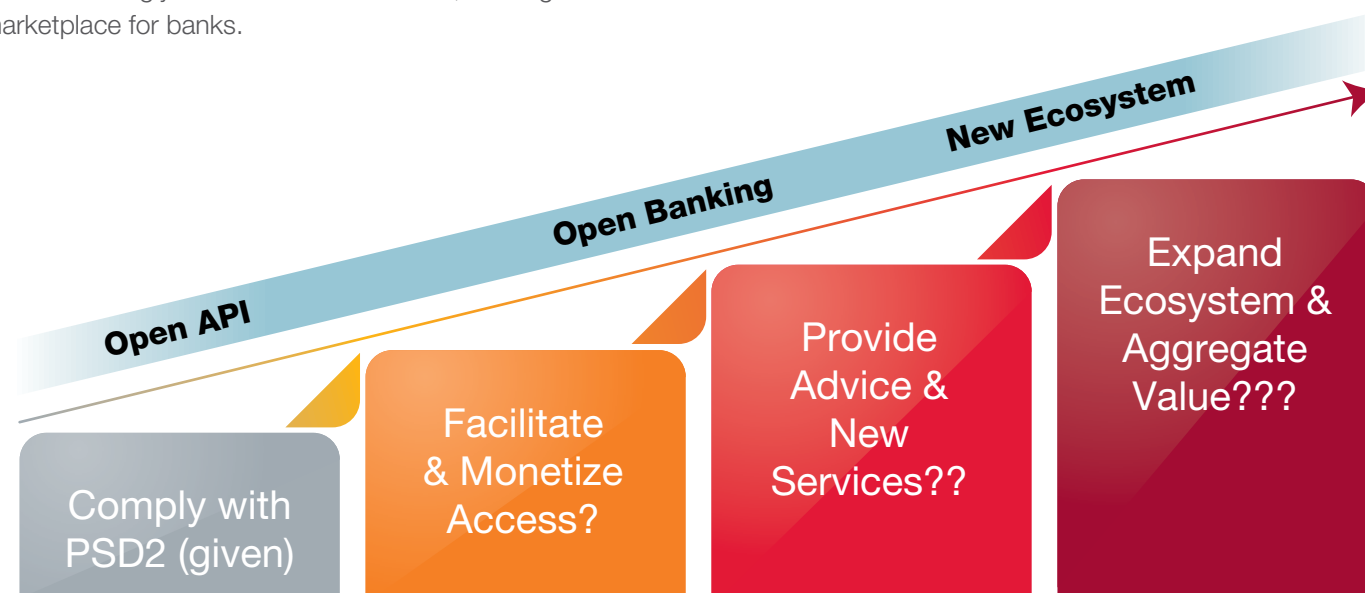 marketplace for banks.
New Ecosystem
Open Banking
Open API
Comply with
PSD2 (given)
Facilitate
& Monetize
Access?
Provide
Advice &
New
Services??
Expand
Ecosystem &
Aggregate
Value???